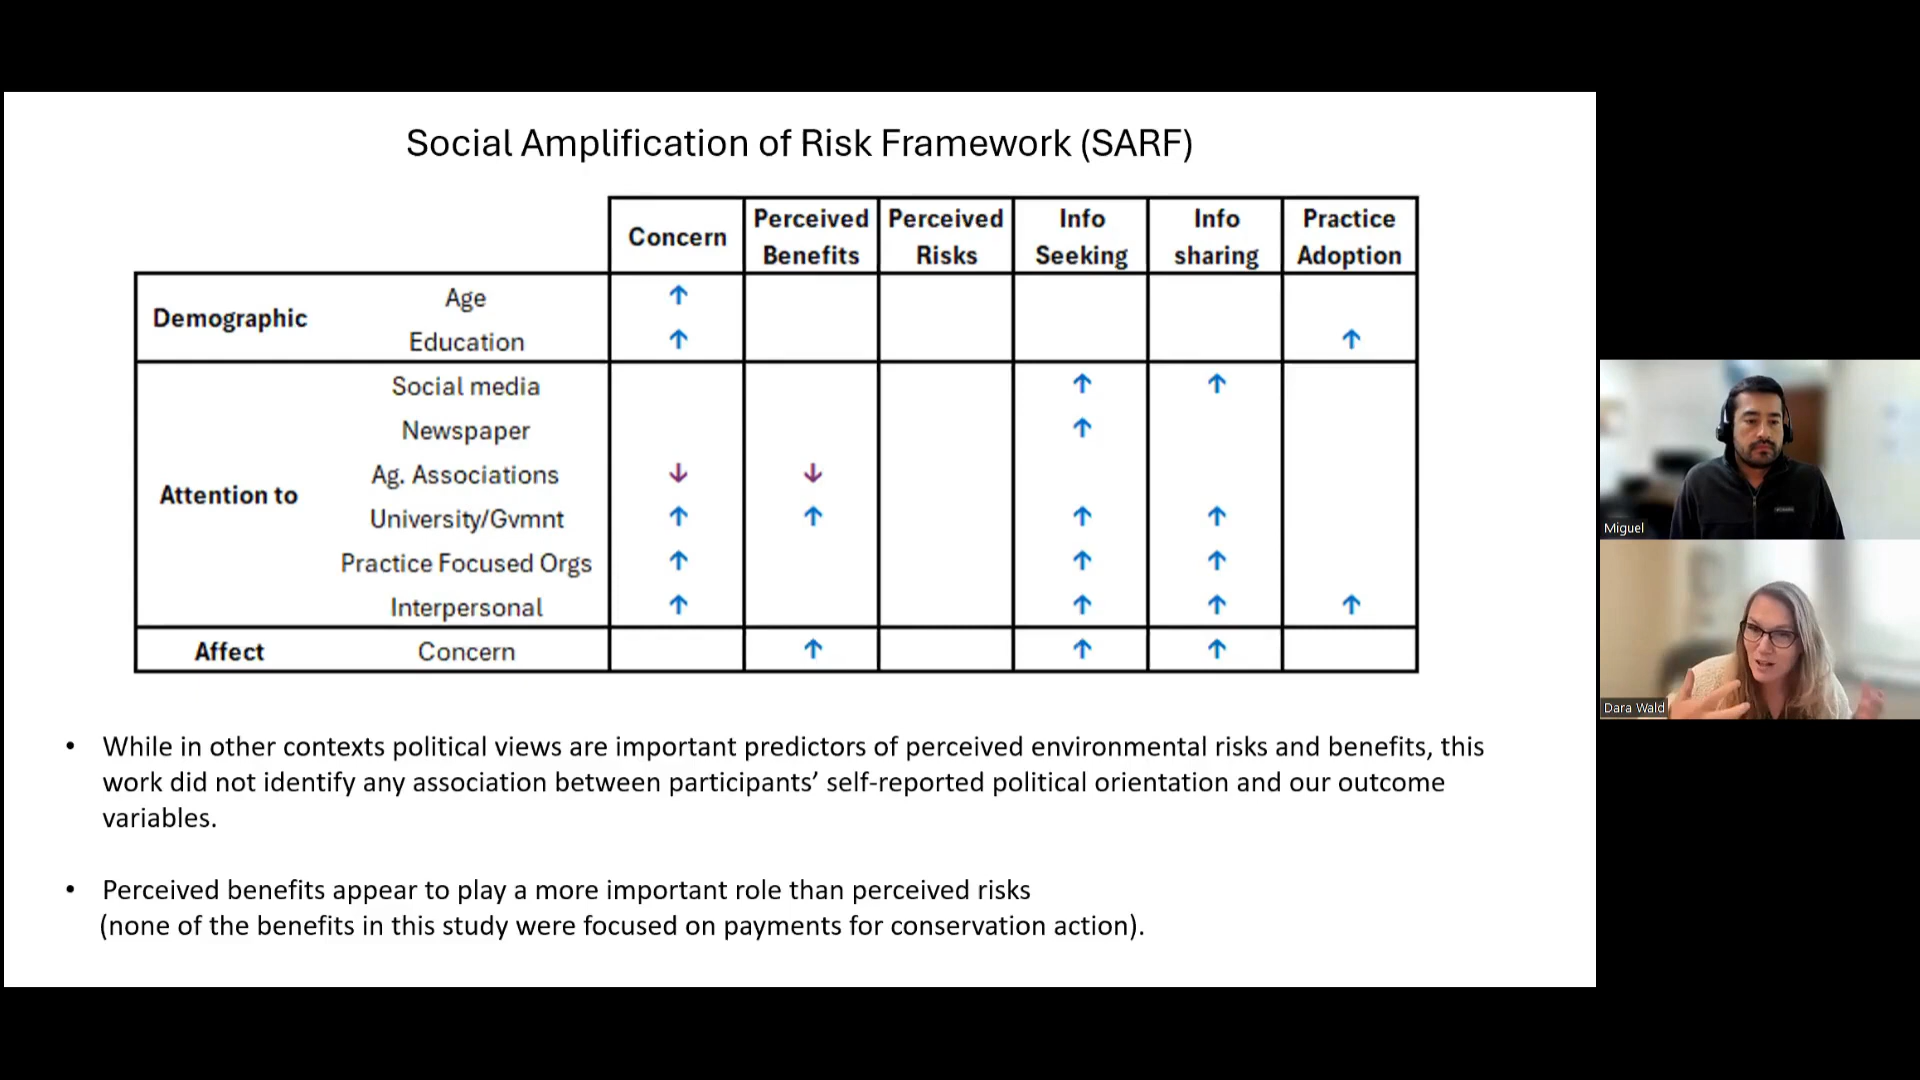 Social Amplification of Risk Framework (SARF)
Concern Perceived Benefits Perceived Risks Info Seeking Info sharing Practice Adoption
Demographic
Age ↑
Education ↑ ↑
Attention to
Social media ↑ ↑
Newspaper ↑
Ag. Associations ↓ ↓
University/Gvmnt ↑ ↑ ↑ ↑
Practice Focused Orgs ↑ ↑ ↑
Interpersonal ↑ ↑ ↑ ↑
Affect Concern ↑ ↑ ↑
• While in other contexts political views are important predictors of perceived environmental risks and benefits, this
work did not identify any association between participants’ self-reported political orientation and our outcome
variables.
• Perceived benefits appear to play a more important role than perceived risks
(none of the benefits in this study were focused on payments for conservation action).
Miguel
Dara Wald